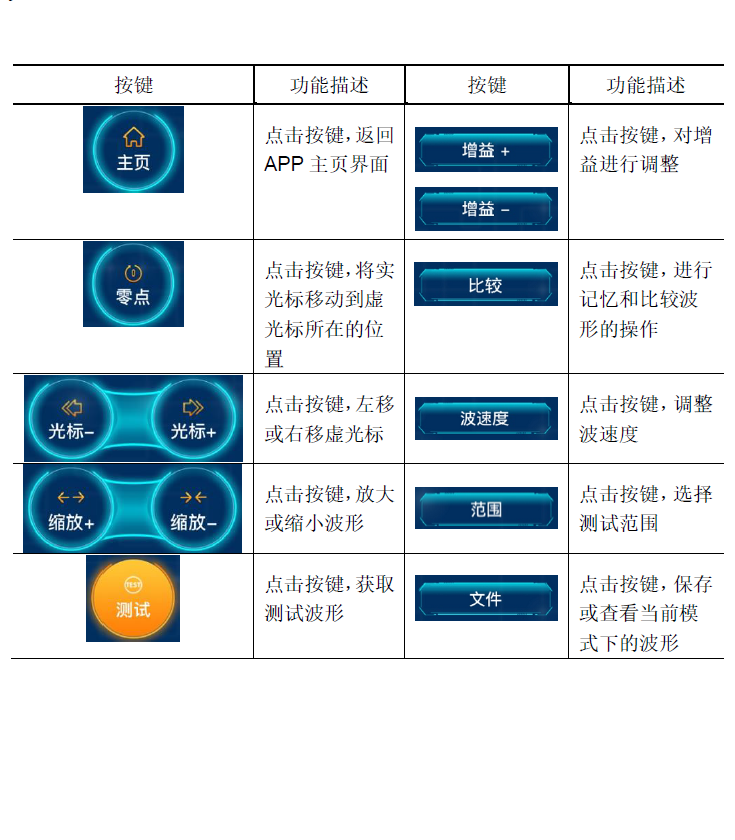 按键 功能描述 按键 功能描述
主页
点击按键,返回
APP 主页界面
增益 +
增益 −
点击按键,对增
益进行调整
零点
点击按键,将实
光标移动到虚
光标所在的位
置
比较
点击按键,进行
记忆和比较波
形的操作
光标− 光标+
点击按键,左移
或右移虚光标
波速度
点击按键,调整
波速度
缩放+ 缩放−
点击按键,放大
或缩小波形
范围
点击按键,选择
测试范围
TEST
测试
点击按键,获取
测试波形
文件
点击按键,保存
或查看当前模
式下的波形